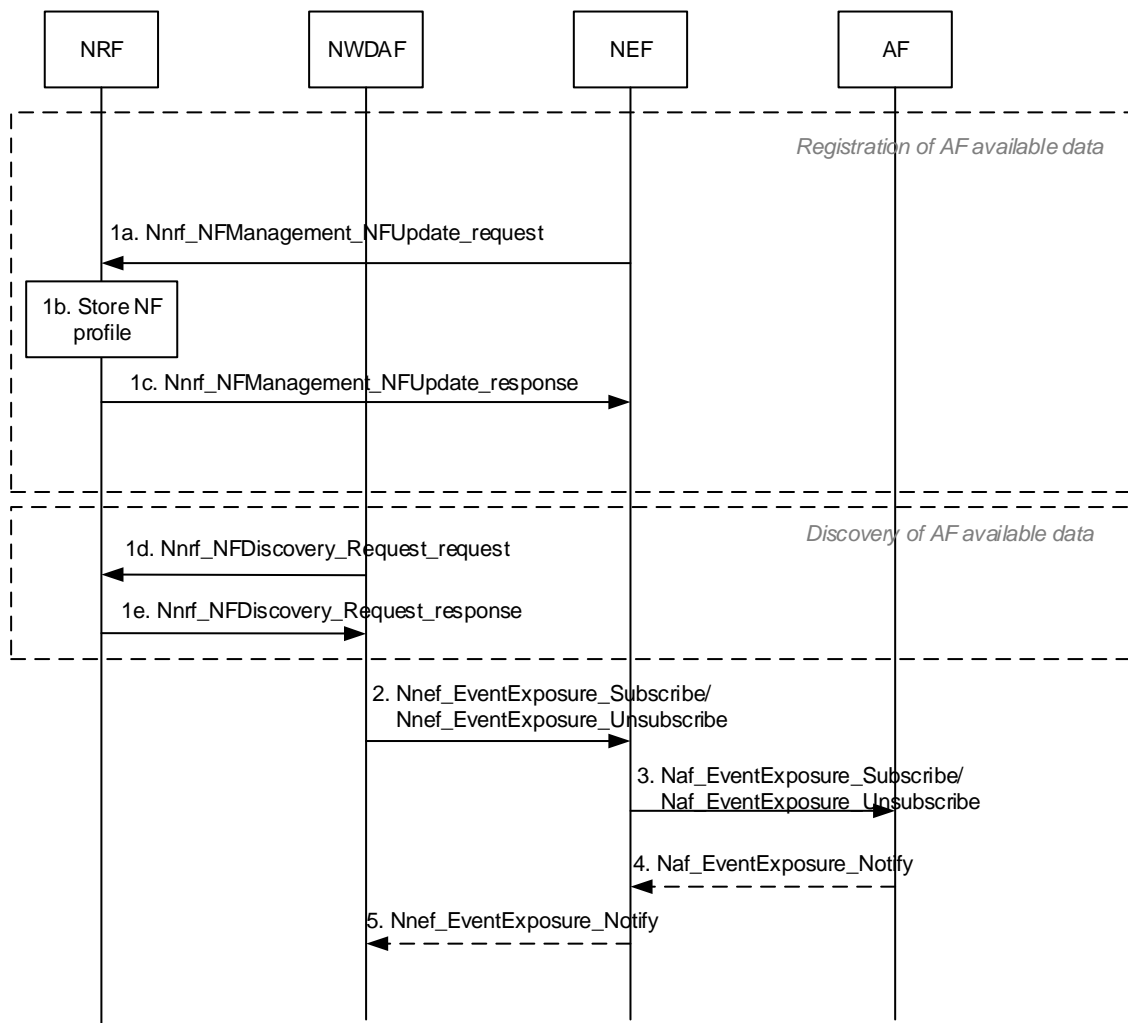 NRF
NWDAF
NEF
AF
Registration of AF available data
1a. Nnrf_NFManagement_NFUpdate_request
1b. Store NF
profile
1c. Nnrf_NFManagement_NFUpdate_response
Discovery of AF available data
1d. Nnrf_NFDiscovery_Request_request
1e. Nnrf_NFDiscovery_Request_response
2. Nnef_EventExposure_Subscribe/
Nnef_EventExposure_Unsubscribe
3. Naf_EventExposure_Subscribe/
Naf_EventExposure_Unsubscribe
4. Naf_EventExposure_Notify
5. Nnef_EventExposure_Notify